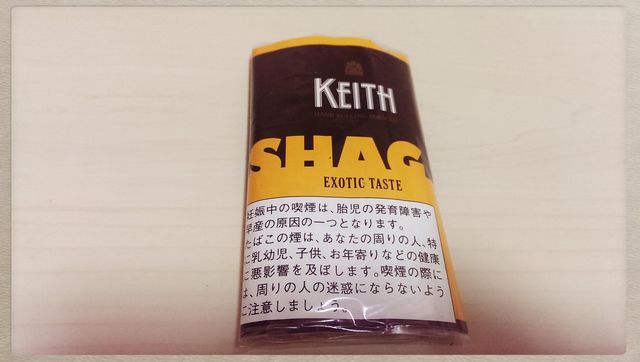 KEITH
HAND ROLLING TOBACCO
SHAG
EXOTIC TASTE
妊娠中の喫煙は、胎児の発育障害や
早産の原因の一つとなります。
たばこの煙は、あなたの周りの人、特
に乳幼児、子供、お年寄りなどの健康
に悪影響を及ぼします。喫煙の際に
は、周りの人の迷惑にならないよう
に注意しましょう。